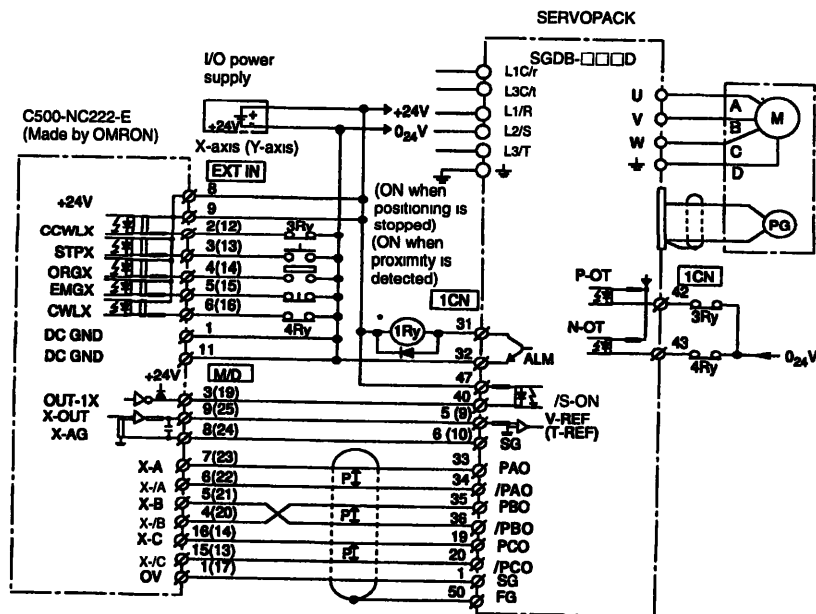 SERVOPACK
SGDB-□□□D
I/O power
supply
+24V
X-axis (Y-axis)
C500-NC222-E
(Made by OMRON)
EXT IN
+24V
0₂₄V
L1C/r
L3C/t
L1/R
L2/S
L3/T
U
V
W
A
B
C
D
M
PG
+24V
8
9
CCWLX
2(12)
3Ry
STPX
3(13)
ORGX
4(14)
EMGX
5(15)
CWLX
6(16)
4Ry
DC GND
1
DC GND
11
(ON when
positioning is
stopped)
(ON when
proximity is
detected)
1CN
*
1Ry
31
32
ALM
P-OT
1CN
42
3Ry
N-OT
43
4Ry
0₂₄V
+24V
M/D
OUT-1X
3(19)
X-OUT
9(25)
X-AG
8(24)
47
40
/S-ON
5 (9)
V-REF
(T-REF)
6 (10)
SG
X-A
7(23)
33
PAO
X-/A
6(22)
P
34
/PAO
X-B
5(21)
35
PBO
X-/B
4(20)
P
36
/PBO
X-C
16(14)
19
PCO
X-/C
15(13)
P
20
/PCO
OV
1(17)
1
SG
50
FG